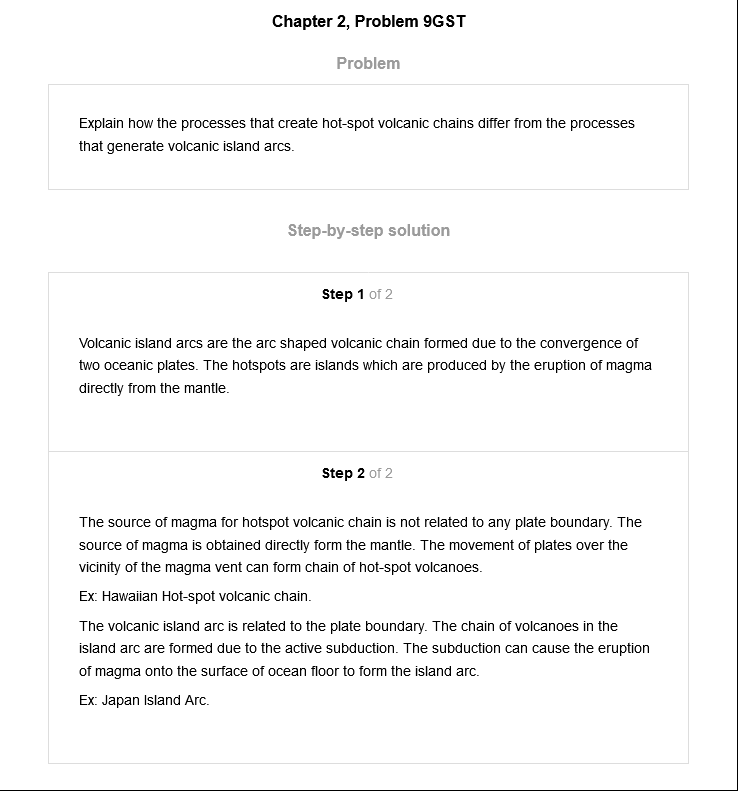 Chapter 2, Problem 9GST
Problem
Explain how the processes that create hot-spot volcanic chains differ from the processes
that generate volcanic island arcs.
Step-by-step solution
Step 1 of 2
Volcanic island arcs are the arc shaped volcanic chain formed due to the convergence of
two oceanic plates. The hotspots are islands which are produced by the eruption of magma
directly from the mantle.
Step 2 of 2
The source of magma for hotspot volcanic chain is not related to any plate boundary. The
source of magma is obtained directly form the mantle. The movement of plates over the
vicinity of the magma vent can form chain of hot-spot volcanoes.
Ex: Hawaiian Hot-spot volcanic chain.
The volcanic island arc is related to the plate boundary. The chain of volcanoes in the
island arc are formed due to the active subduction. The subduction can cause the eruption
of magma onto the surface of ocean floor to form the island arc.
Ex: Japan Island Arc.